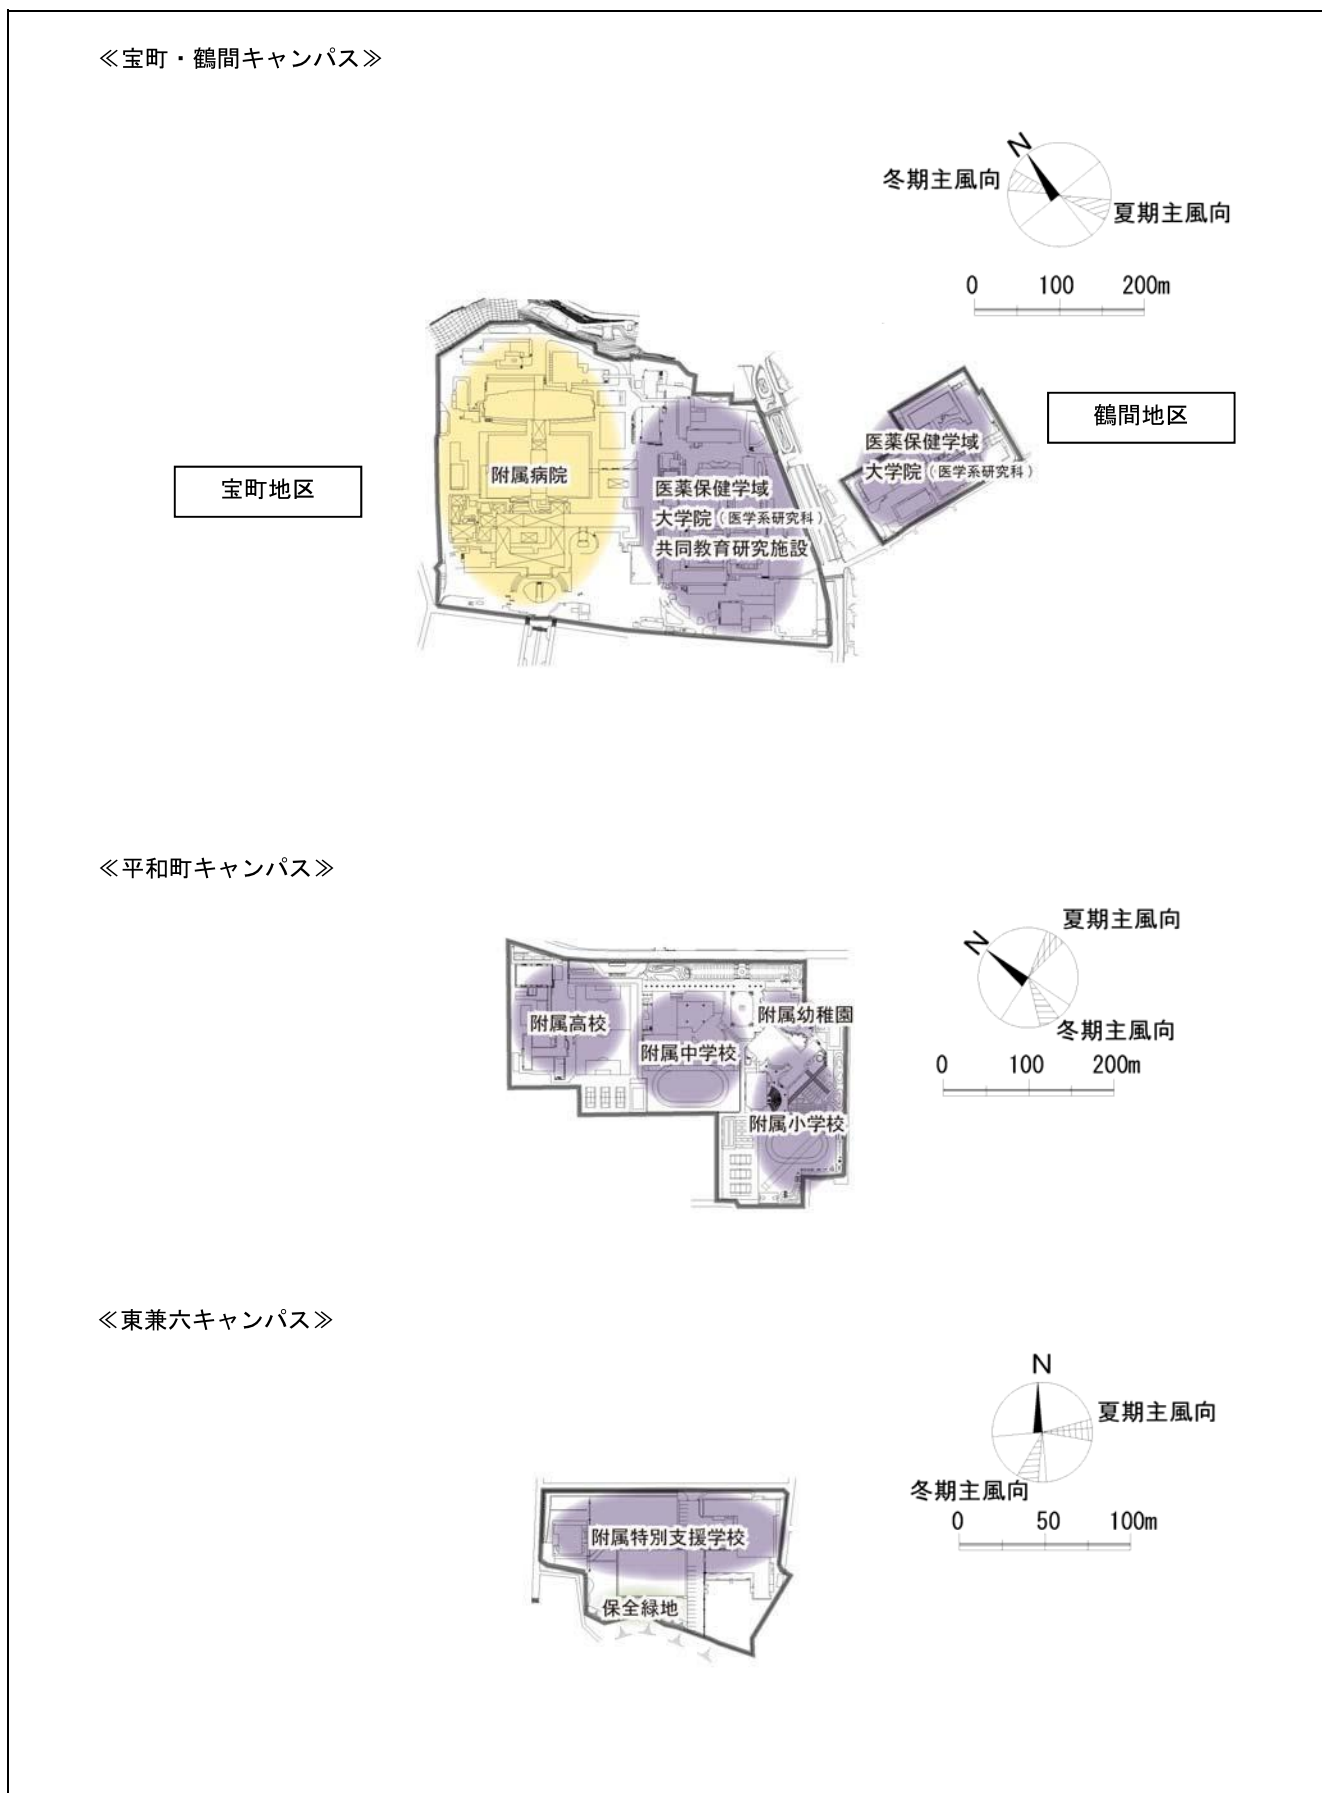 ≪宝町・鶴間キャンパス≫
N
冬期主風向
夏期主風向
0 100 200m
宝町地区
鶴間地区
附属病院
医薬保健学域
大学院（医学系研究科）
共同教育研究施設
医薬保健学域
大学院（医学系研究科）
≪平和町キャンパス≫
夏期主風向
N
冬期主風向
0 100 200m
附属高校
附属中学校
附属幼稚園
附属小学校
≪東兼六キャンパス≫
N
夏期主風向
冬期主風向
0 50 100m
附属特別支援学校
保全緑地